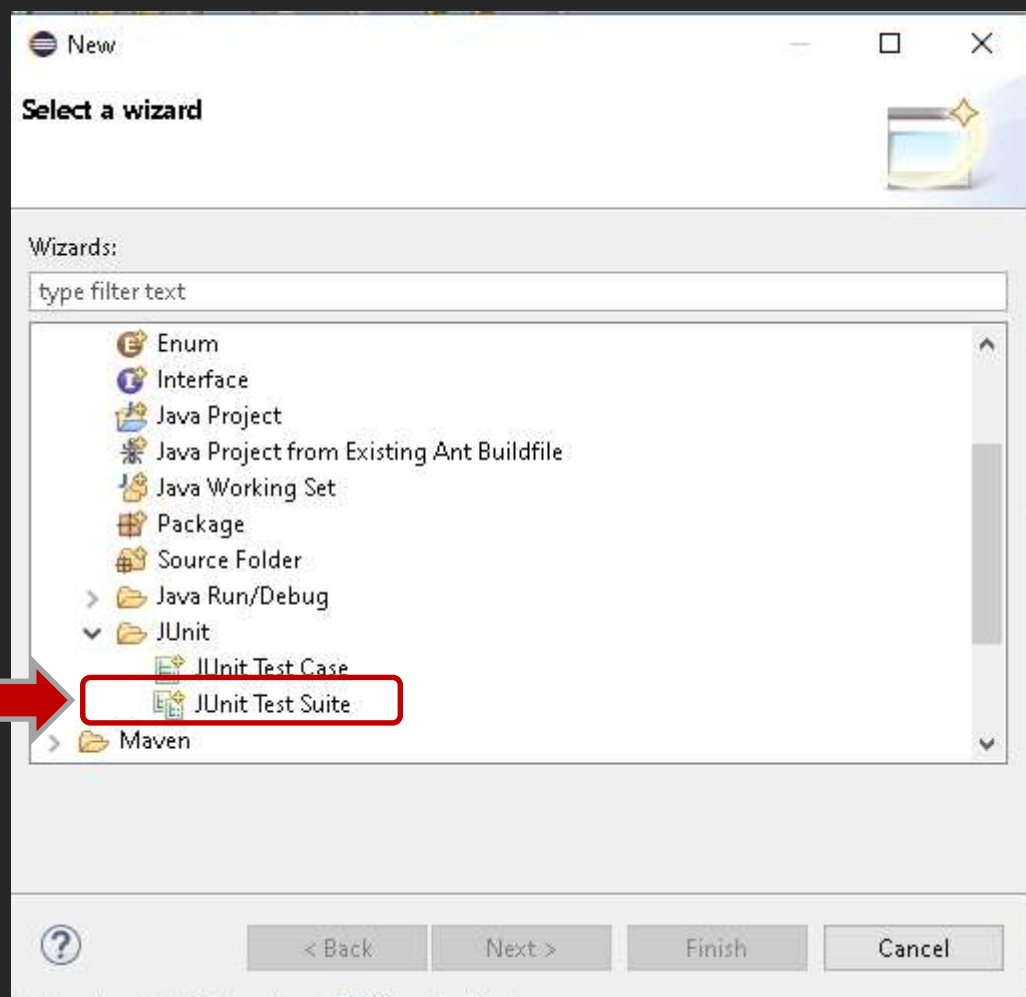 New
Select a wizard
Wizards:
type filter text
Enum
Interface
Java Project
Java Project from Existing Ant Buildfile
Java Working Set
Package
Source Folder
Java Run/Debug
JUnit
JUnit Test Case
JUnit Test Suite
Maven
< Back
Next >
Finish
Cancel